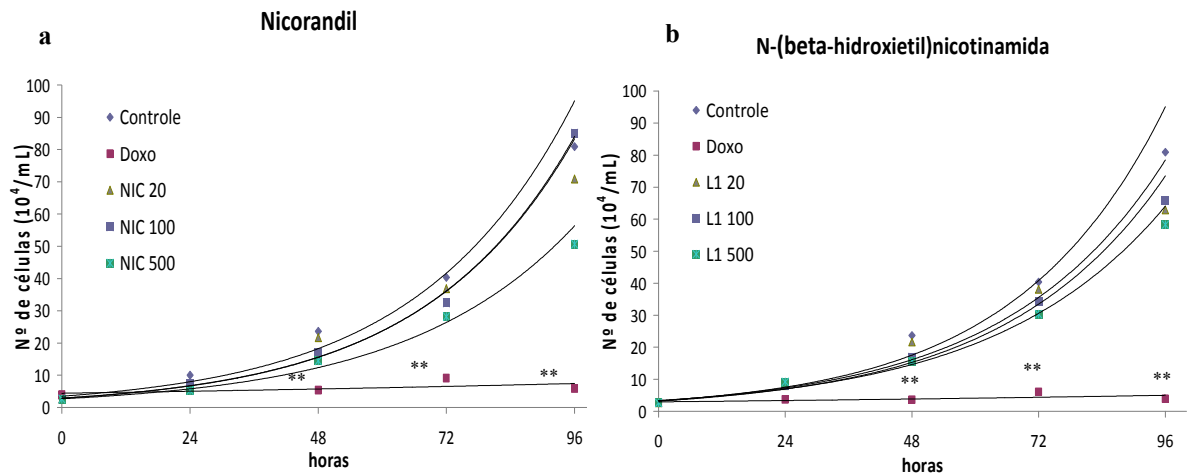 a
Nicorandil
Nº de células (10⁴/mL)
100
90
80
70
60
50
40
30
20
10
0
Controle
Doxo
NIC 20
NIC 100
NIC 500
**
**
**
0 24 48 72 96
horas
b
N-(beta-hidroxietil)nicotinamida
Nº de células (10⁴/mL)
100
90
80
70
60
50
40
30
20
10
0
Controle
Doxo
L1 20
L1 100
L1 500
**
**
**
0 24 48 72 96
horas